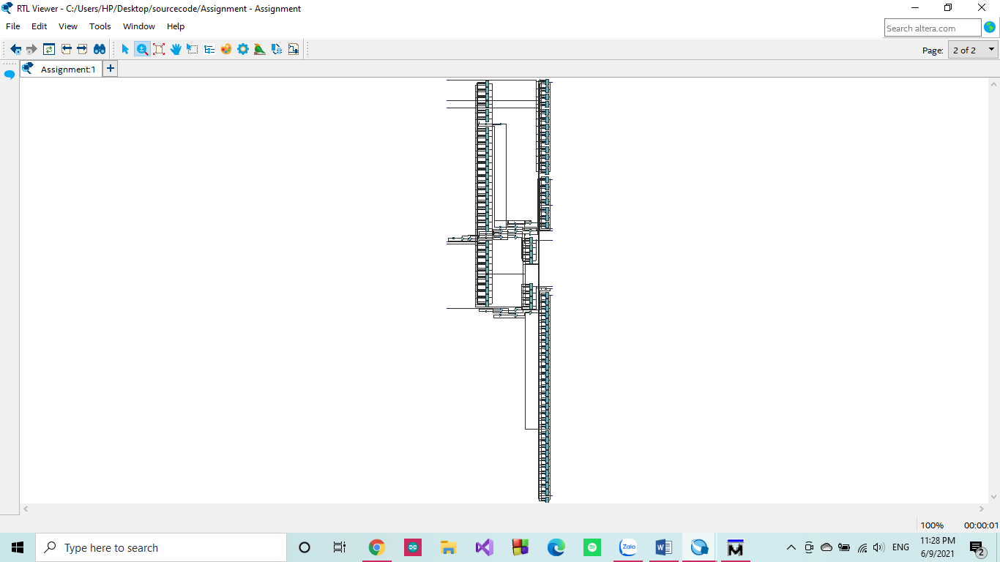 RTL Viewer - C:/Users/HP/Desktop/sourcecode/Assignment - Assignment
File Edit View Tools Window Help
Search altera.com
Page: 2 of 2
Assignment:1
100% 00:00:01
Type here to search
Zalo
W
M
ENG
11:28 PM
6/9/2021
2